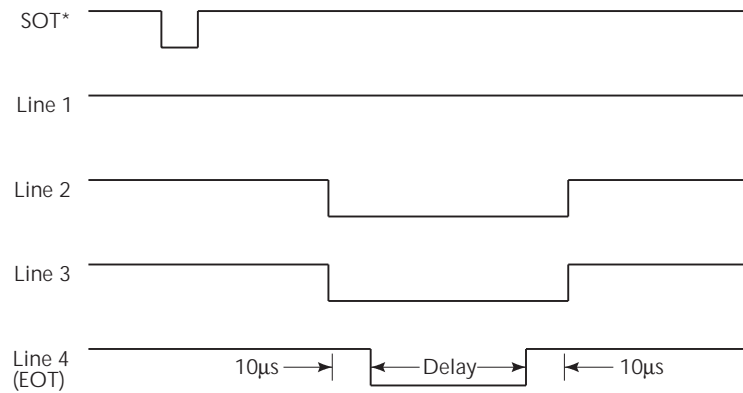 SOT*
Line 1
Line 2
Line 3
Line 4
(EOT)
10μs
Delay
10μs